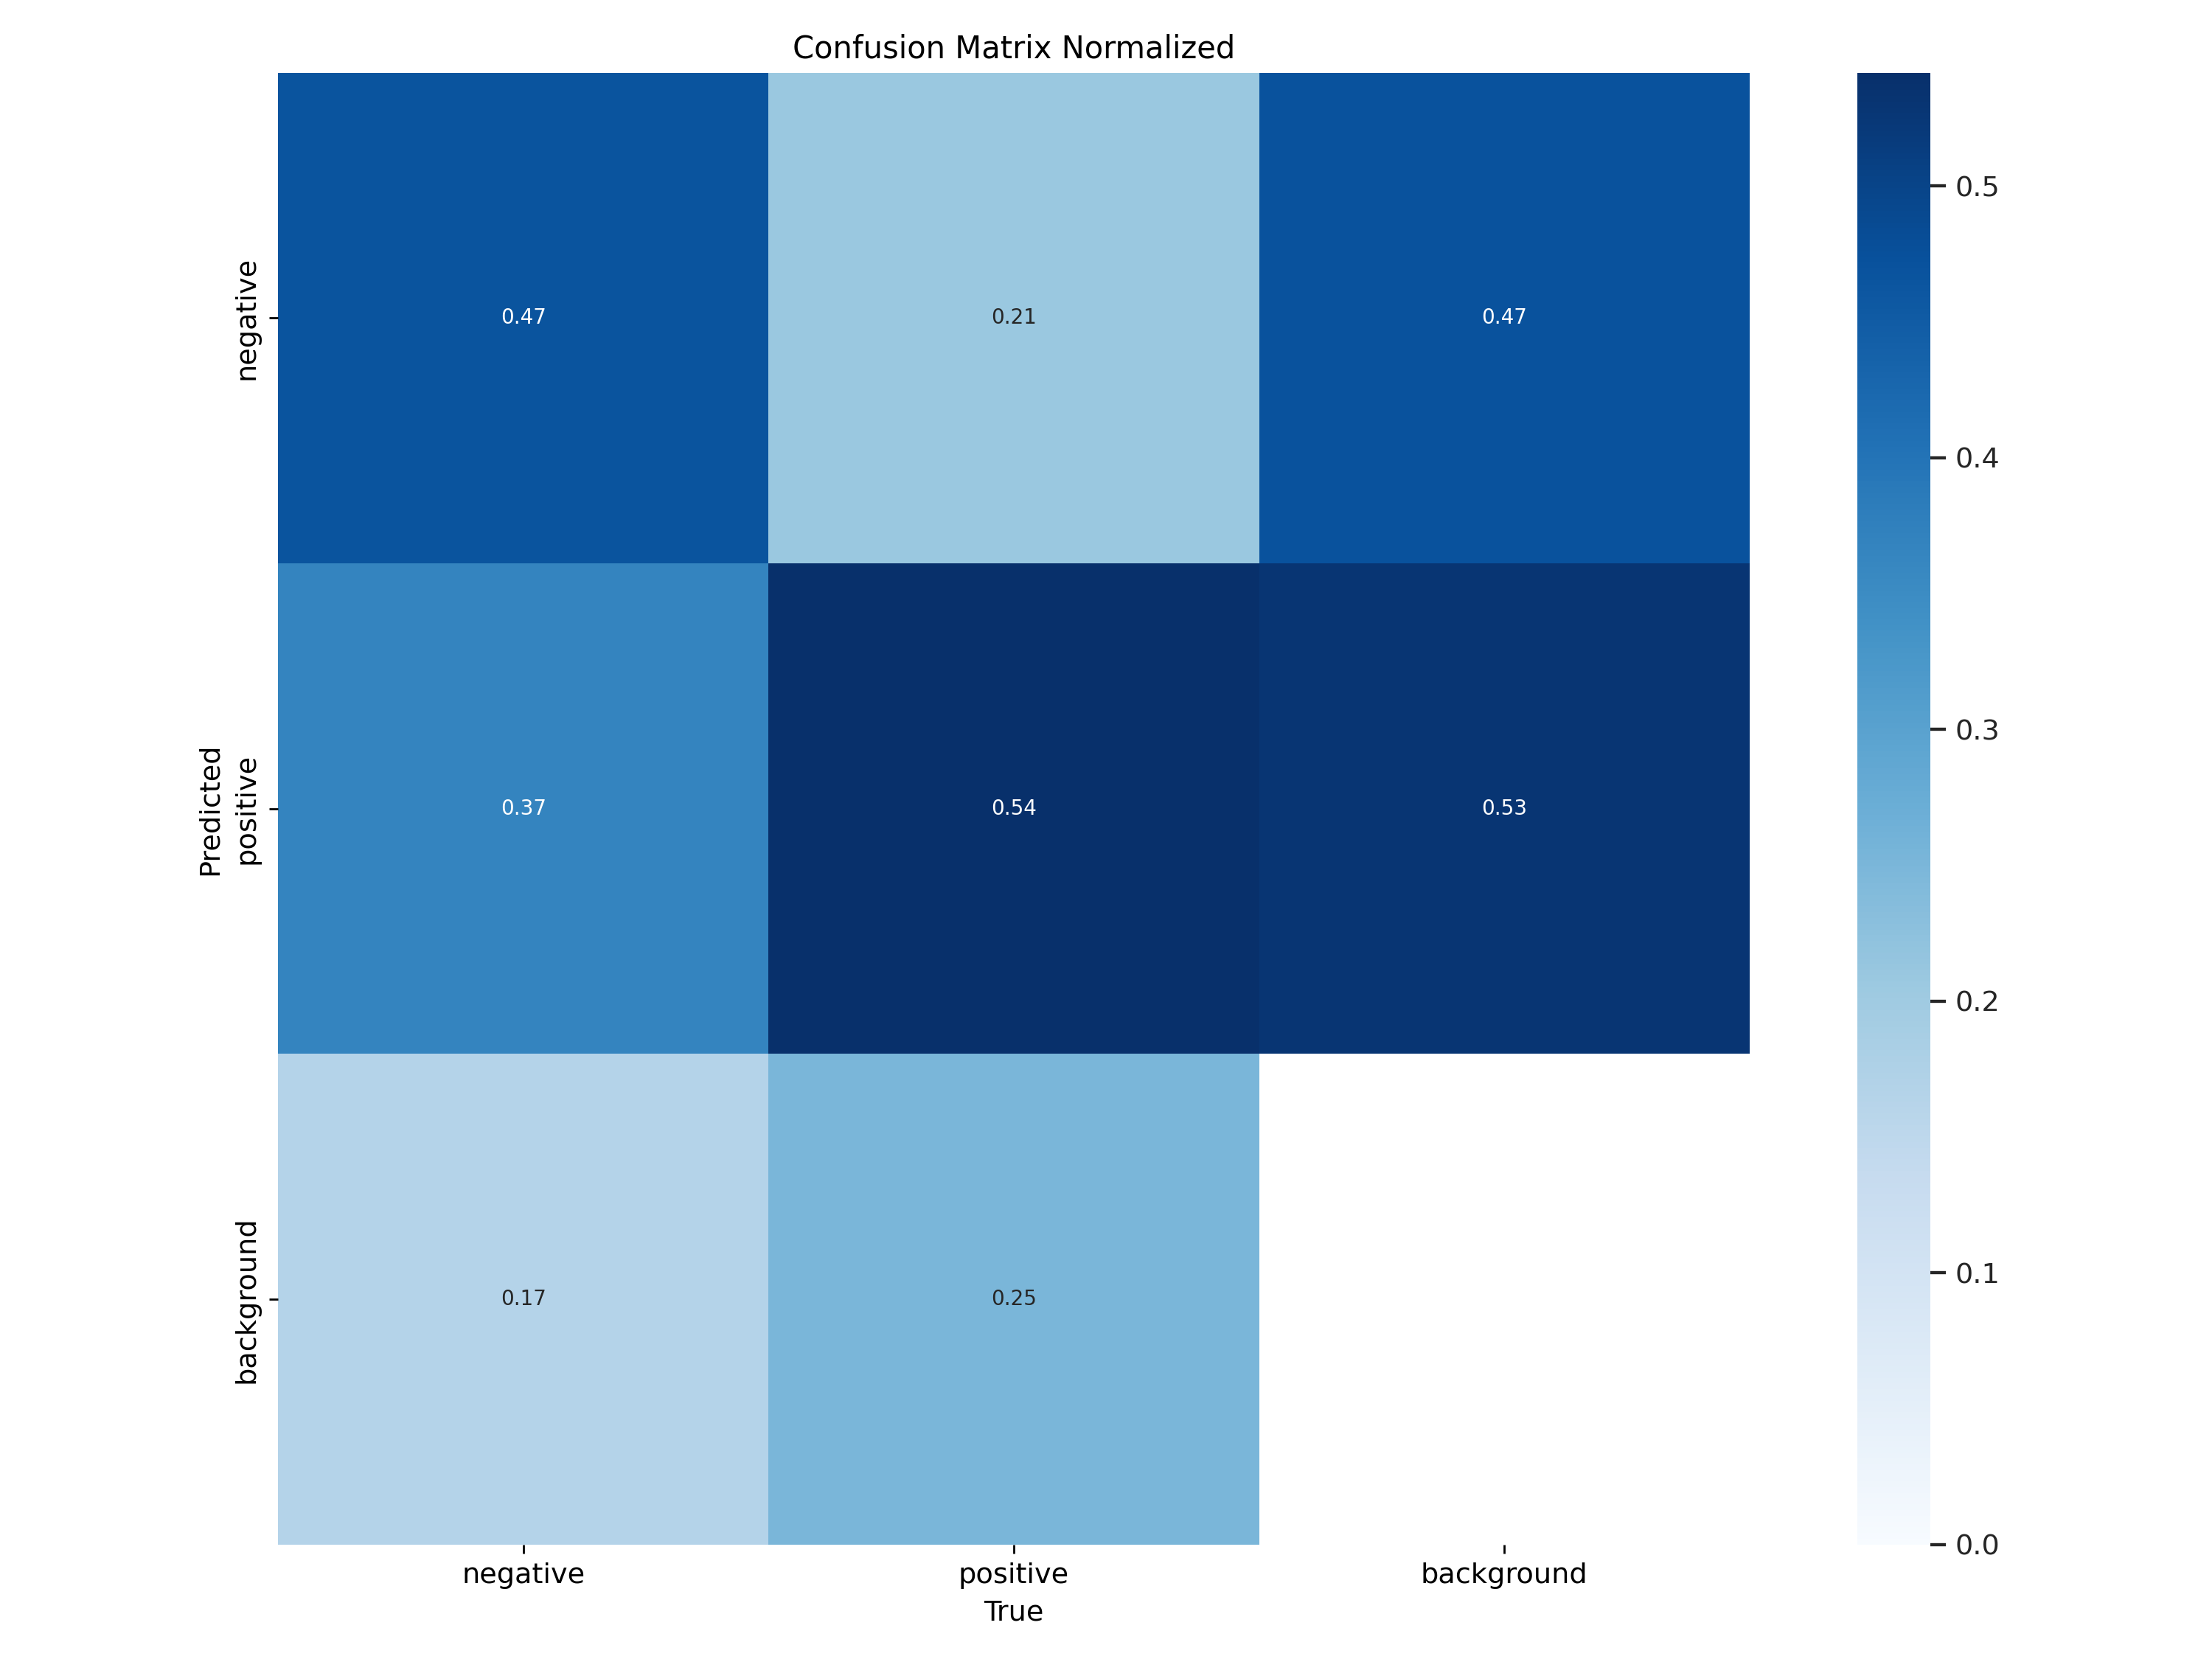 Confusion Matrix Normalized
negative
0.47
0.21
0.47
0.5
0.4
Predicted
positive
0.37
0.54
0.53
0.3
0.2
background
0.17
0.25
0.1
0.0
negative
positive
background
True